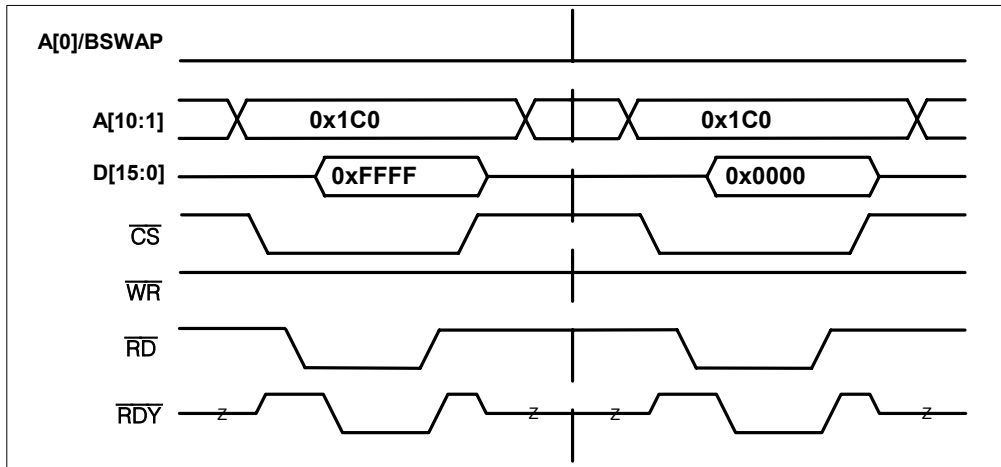 A[0]/BSWAP
A[10:1] 0x1C0 0x1C0
D[15:0] 0xFFFF 0x0000
CS
WR
RD
RDY Z Z Z Z